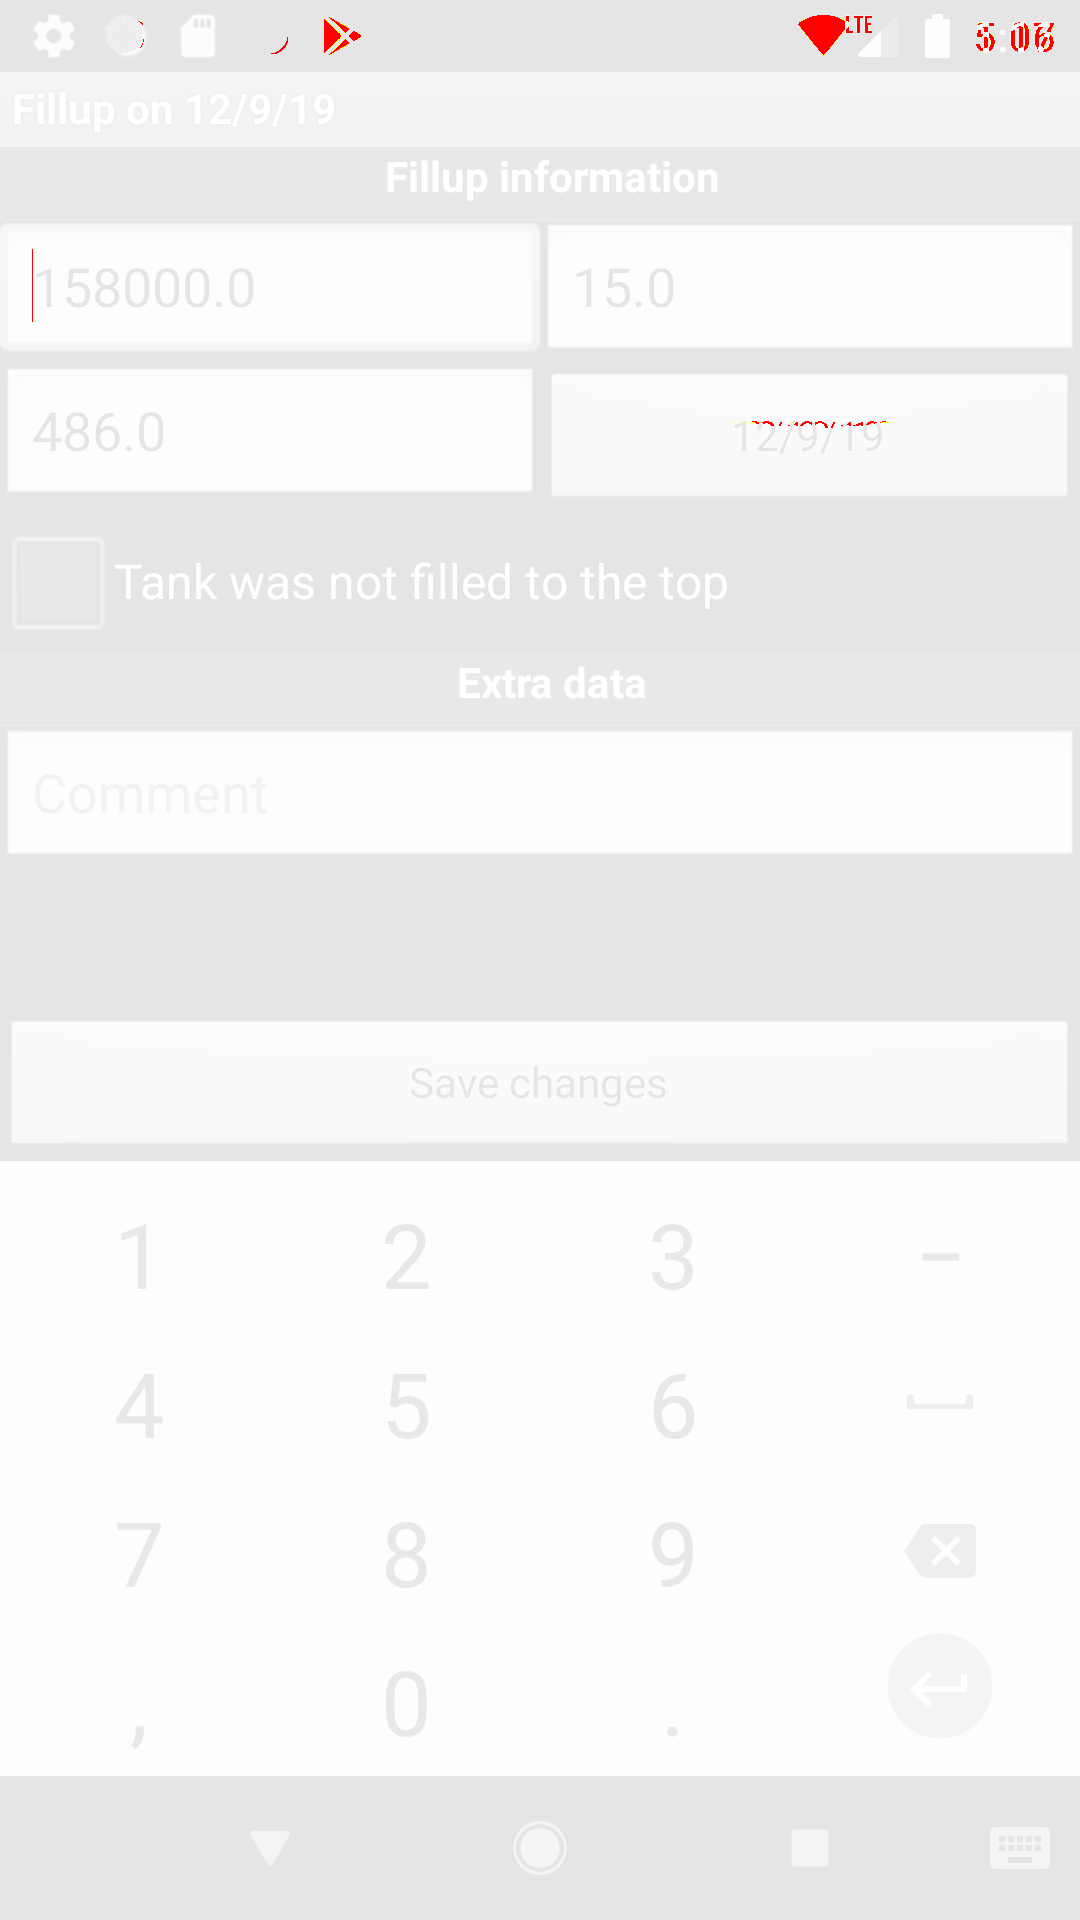 LTE
Fillup on 12/9/19
Fillup information
158000.0 15.0
486.0 12/9/19
Tank was not filled to the top
Extra data
Comment
Save changes
1 2 3 –
4 5 6
7 8 9
, 0 .